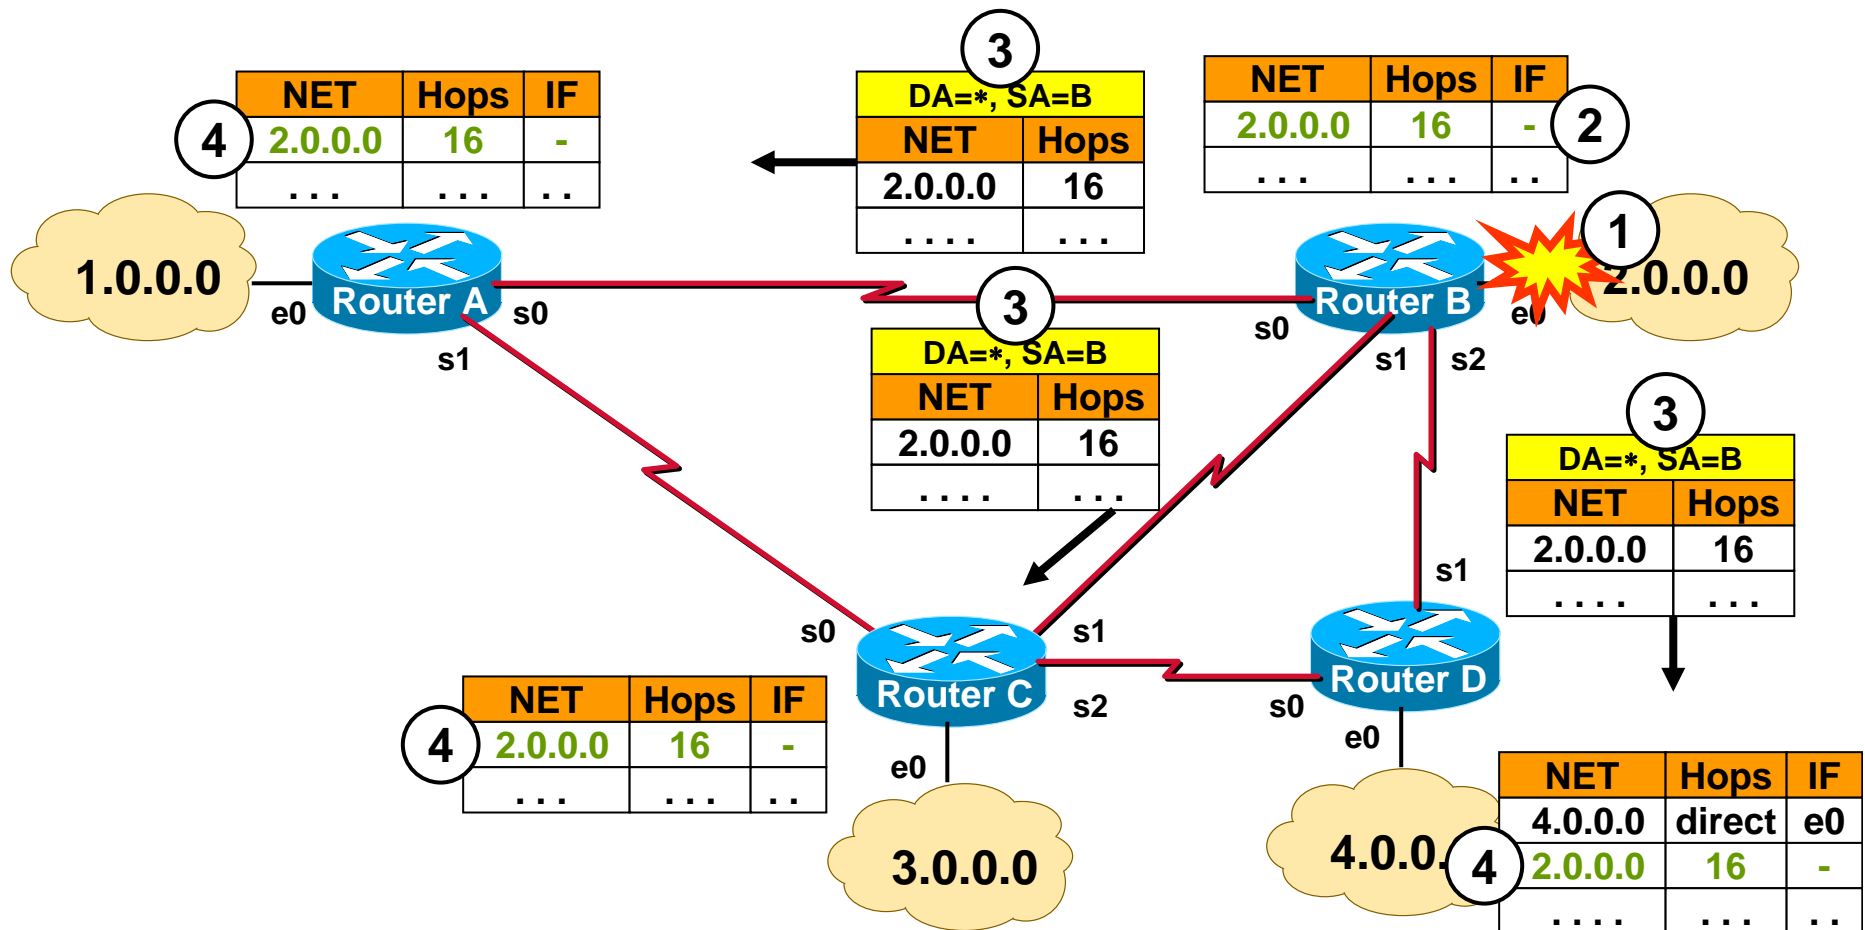 3
NET Hops IF
2.0.0.0 16 -
. . . . . . . .
4
DA=*, SA=B
NET Hops
2.0.0.0 16
. . . . . . .
NET Hops IF
2.0.0.0 16 -
. . . . . . . .
2
1
1.0.0.0
Router A
e0
s0
s1
3
DA=*, SA=B
NET Hops
2.0.0.0 16
. . . . . . .
Router B
2.0.0.0
s0
e0
s1
s2
3
DA=*, SA=B
NET Hops
2.0.0.0 16
. . . . . . .
s1
s0
s1
Router C
s2
s0
Router D
e0
e0
4
NET Hops IF
2.0.0.0 16 -
. . . . . . . .
3.0.0.0
4.0.0.
4
NET Hops IF
4.0.0.0 direct e0
2.0.0.0 16 -
. . . . . . . . .